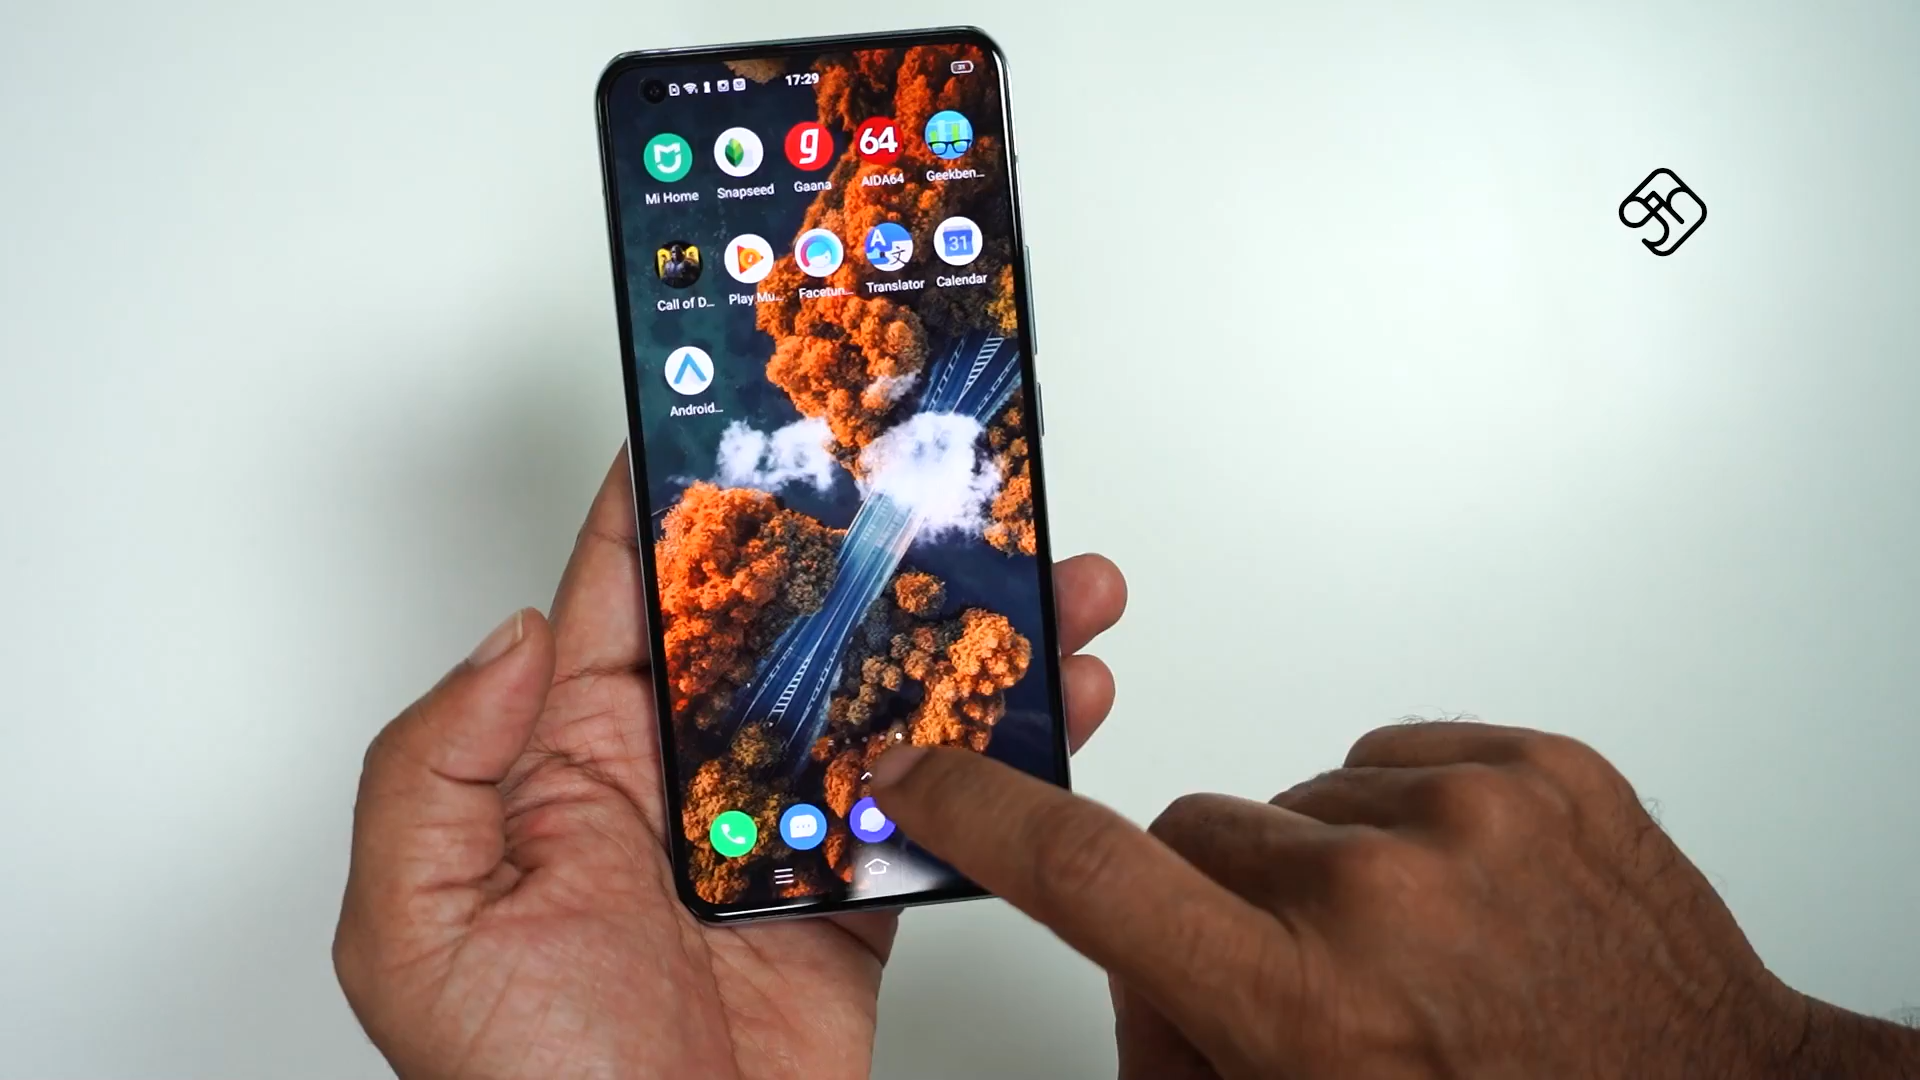 17:29
Mi Home
Snapseed
g
Gaana
64
AIDA64
Geekben...
Call of D...
Play Mu...
Facetun...
A
Translator
31
Calendar
Android...